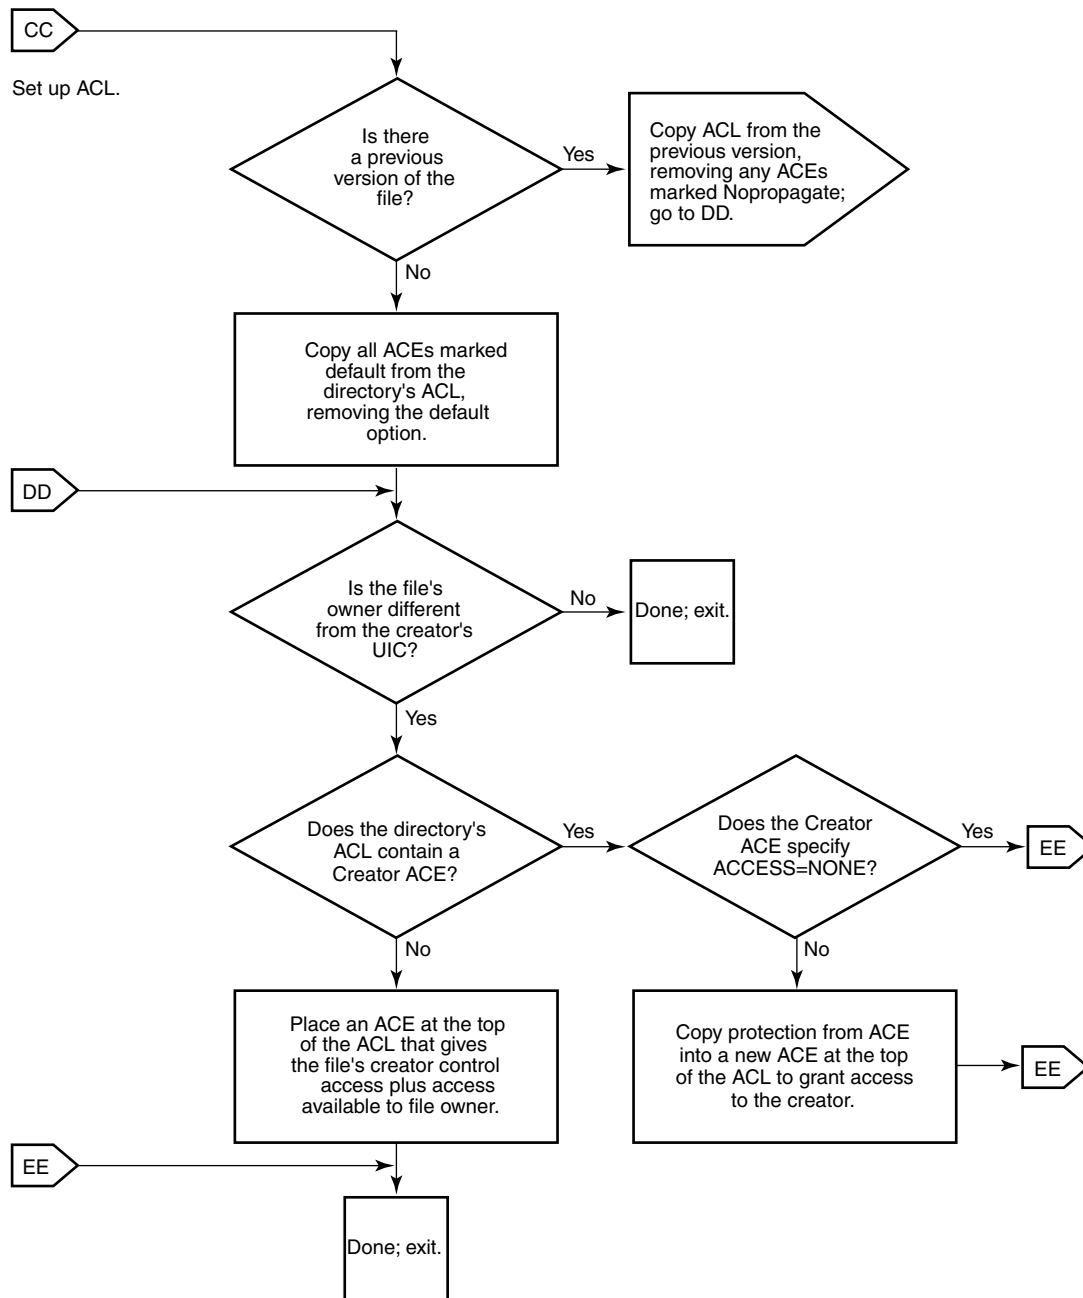 CC
Set up ACL.
Is there
a previous
version of the
file?
Yes
Copy ACL from the
previous version,
removing any ACEs
marked Nopropagate;
go to DD.
No
Copy all ACEs marked
default from the
directory's ACL,
removing the default
option.
DD
Is the file's
owner different
from the creator's
UIC?
No
Done; exit.
Yes
Does the directory's
ACL contain a
Creator ACE?
Yes
Does the Creator
ACE specify
ACCESS=NONE?
Yes
EE
No
Place an ACE at the top
of the ACL that gives
the file's creator control
access plus access
available to file owner.
No
Copy protection from ACE
into a new ACE at the top
of the ACL to grant access
to the creator.
EE
EE
Done; exit.